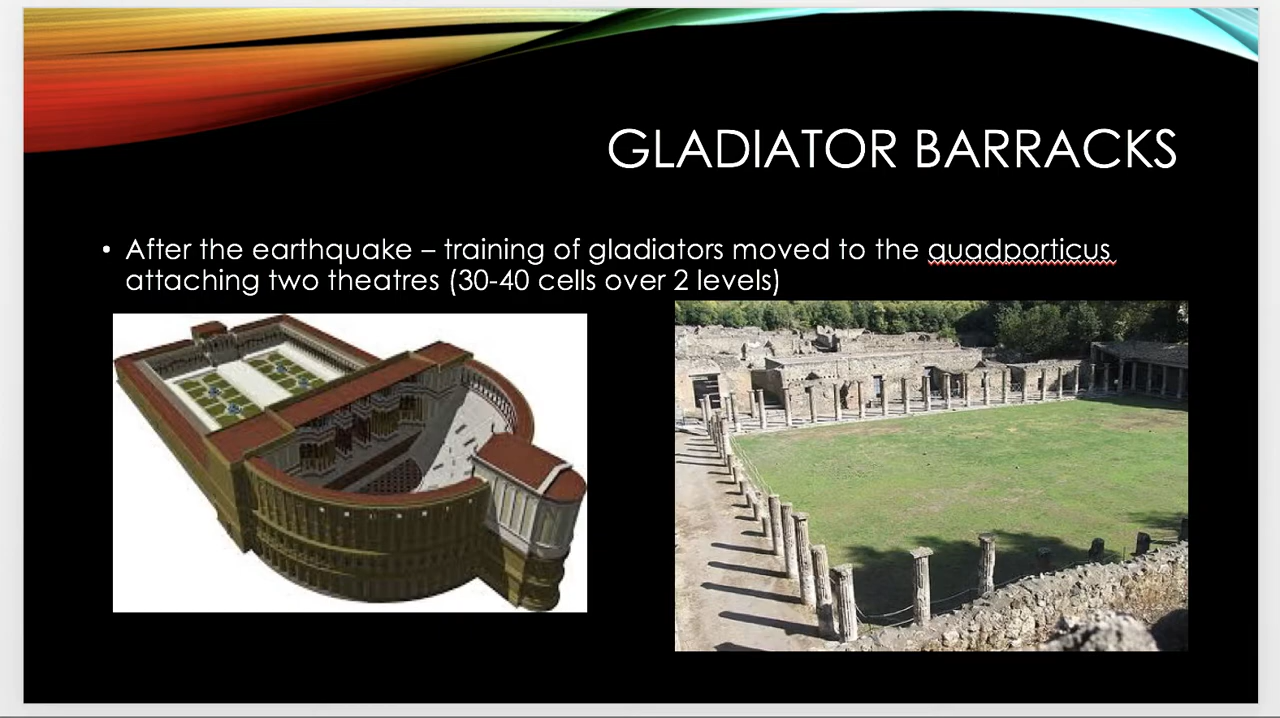 GLADIATOR BARRACKS
• After the earthquake – training of gladiators moved to the quadporticus
attaching two theatres (30-40 cells over 2 levels)